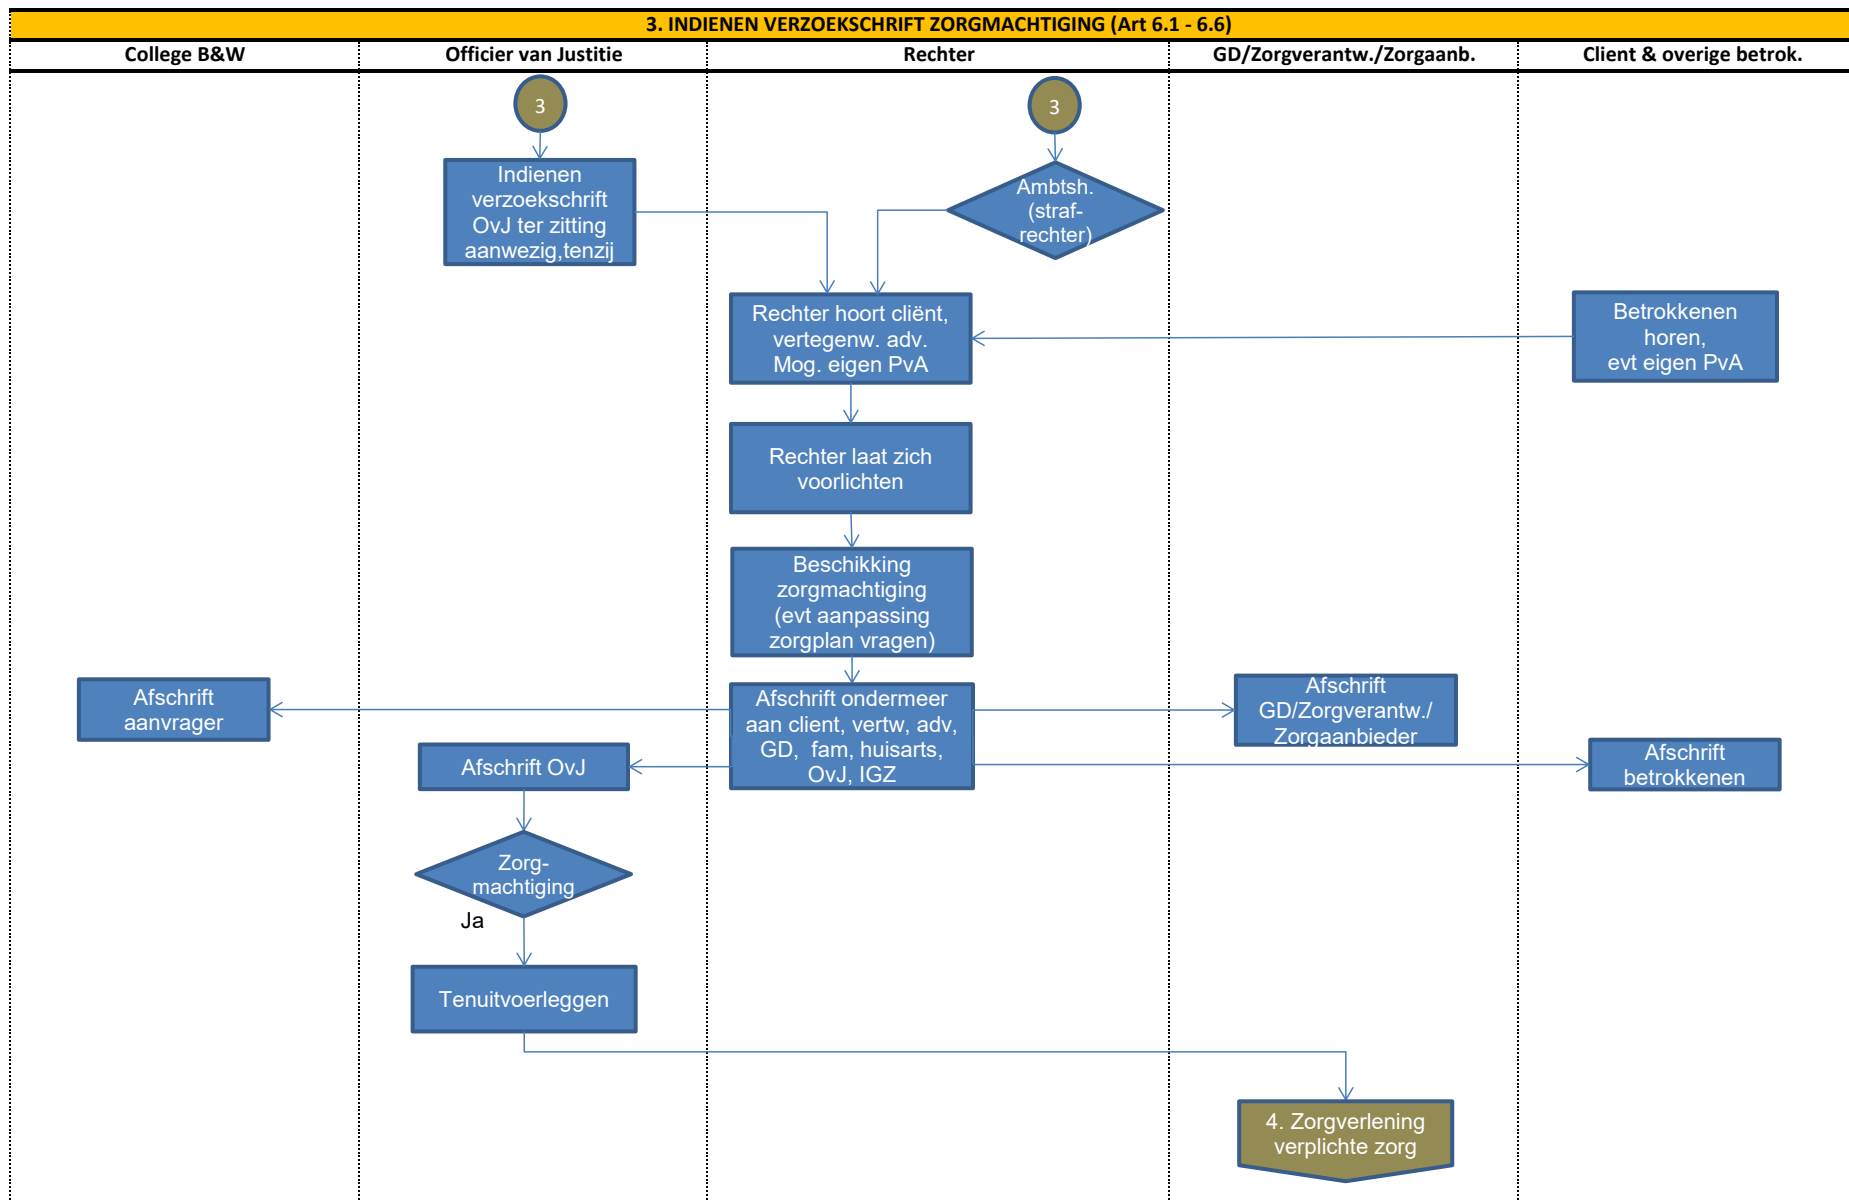 3. INDIENEN VERZOEKSCHRIFT ZORGMACHTIGING (Art 6.1 - 6.6)
College B&W
Officier van Justitie
Rechter
GD/Zorgverantw./Zorgaanb.
Client & overige betrok.
3
3
Indienen
verzoekschrift
OvJ ter zitting
aanwezig,tenzij
Ambtsh.
(straf-
rechter)
Rechter hoort cliënt,
vertegenw. adv.
Mog. eigen PvA
Betrokkenen
horen,
evt eigen PvA
Rechter laat zich
voorlichten
Beschikking
zorgmachtiging
(evt aanpassing
zorgplan vragen)
Afschrift
aanvrager
Afschrift ondermeer
aan client, vertw, adv,
GD, fam, huisarts,
OvJ, IGZ
Afschrift
GD/Zorgverantw./
Zorgaanbieder
Afschrift OvJ
Afschrift
betrokkenen
Zorg-
machtiging
Ja
Tenuitvoerleggen
4. Zorgverlening
verplichte zorg